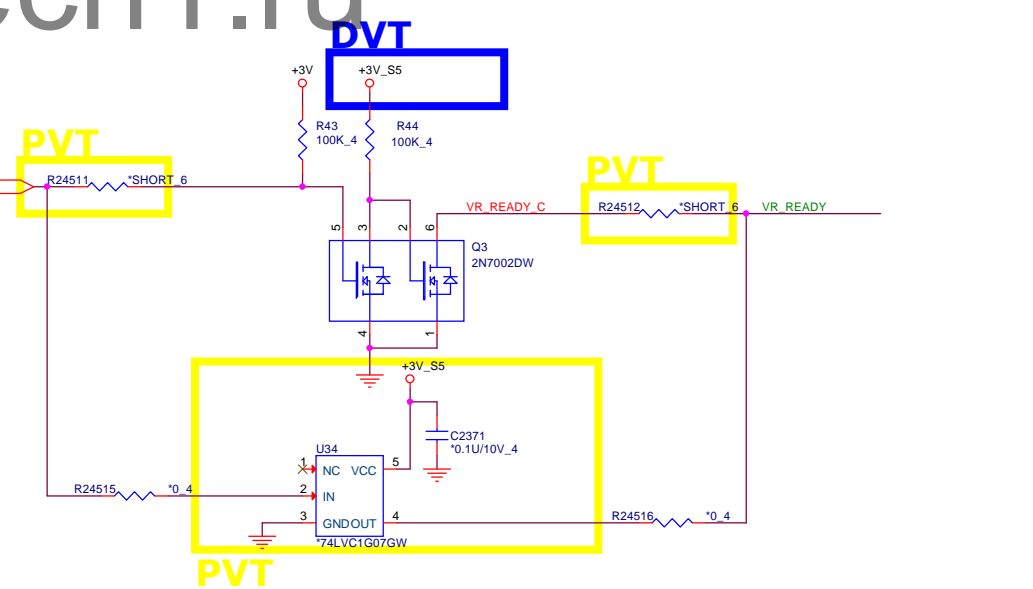 DVT
+3V
+3V_S5
R43
100K_4
R44
100K_4
PVT
R24511
*SHORT_6
PVT
VR_READY_C
R24512
*SHORT_6
VR_READY
5
3
2
6
Q3
2N7002DW
4
1
+3V_S5
C2371
*0.1U/10V_4
U34
1
NC
VCC
5
R24515
*0_4
2
IN
3
GND
OUT
4
R24516
*0_4
*74LVC1G07GW
PVT